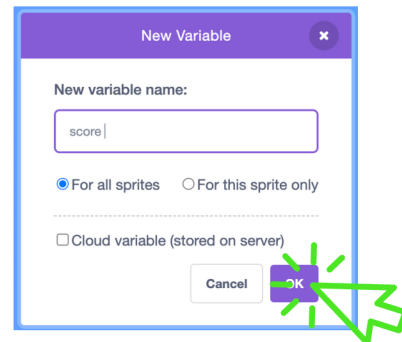 New Variable
New variable name:
score
For all sprites For this sprite only
Cloud variable (stored on server)
Cancel OK